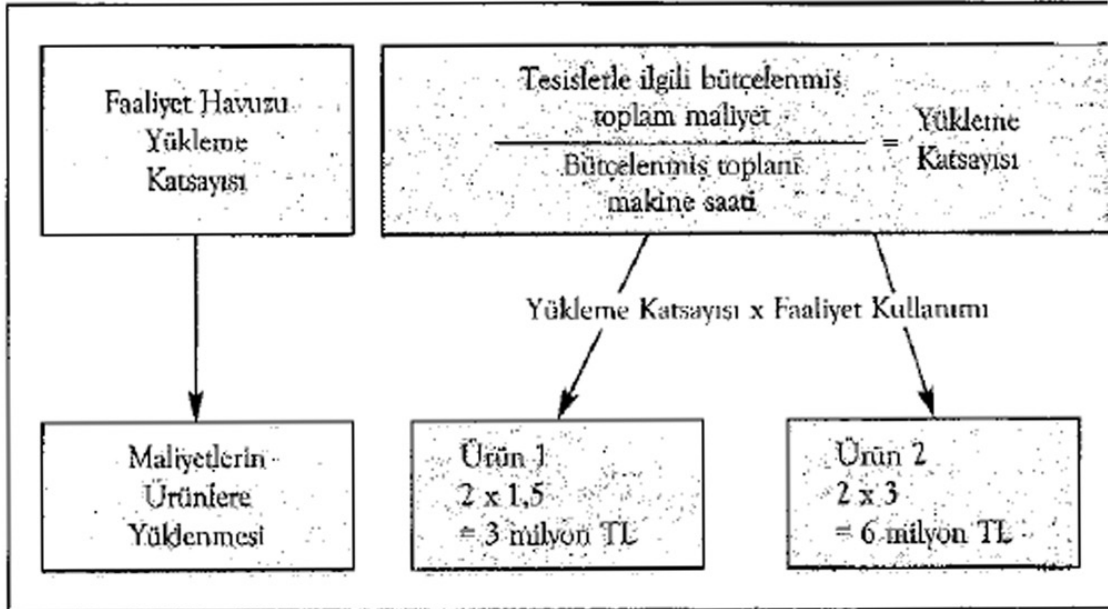 Faaliyet Havuzu
Yükleme
Katsayısı
Tesislerle ilgili bütçelenmiş
toplam maliyet
Bütçelenmiş toplam
makine saati
= Yükleme
Katsayısı
Yükleme Katsayısı x Faaliyet Kullanımı
Maliyetlerin
Ürünlere
Yüklenmesi
Ürün 1
2 x 1,5
= 3 milyon TL
Ürün 2
2 x 3
= 6 milyon TL